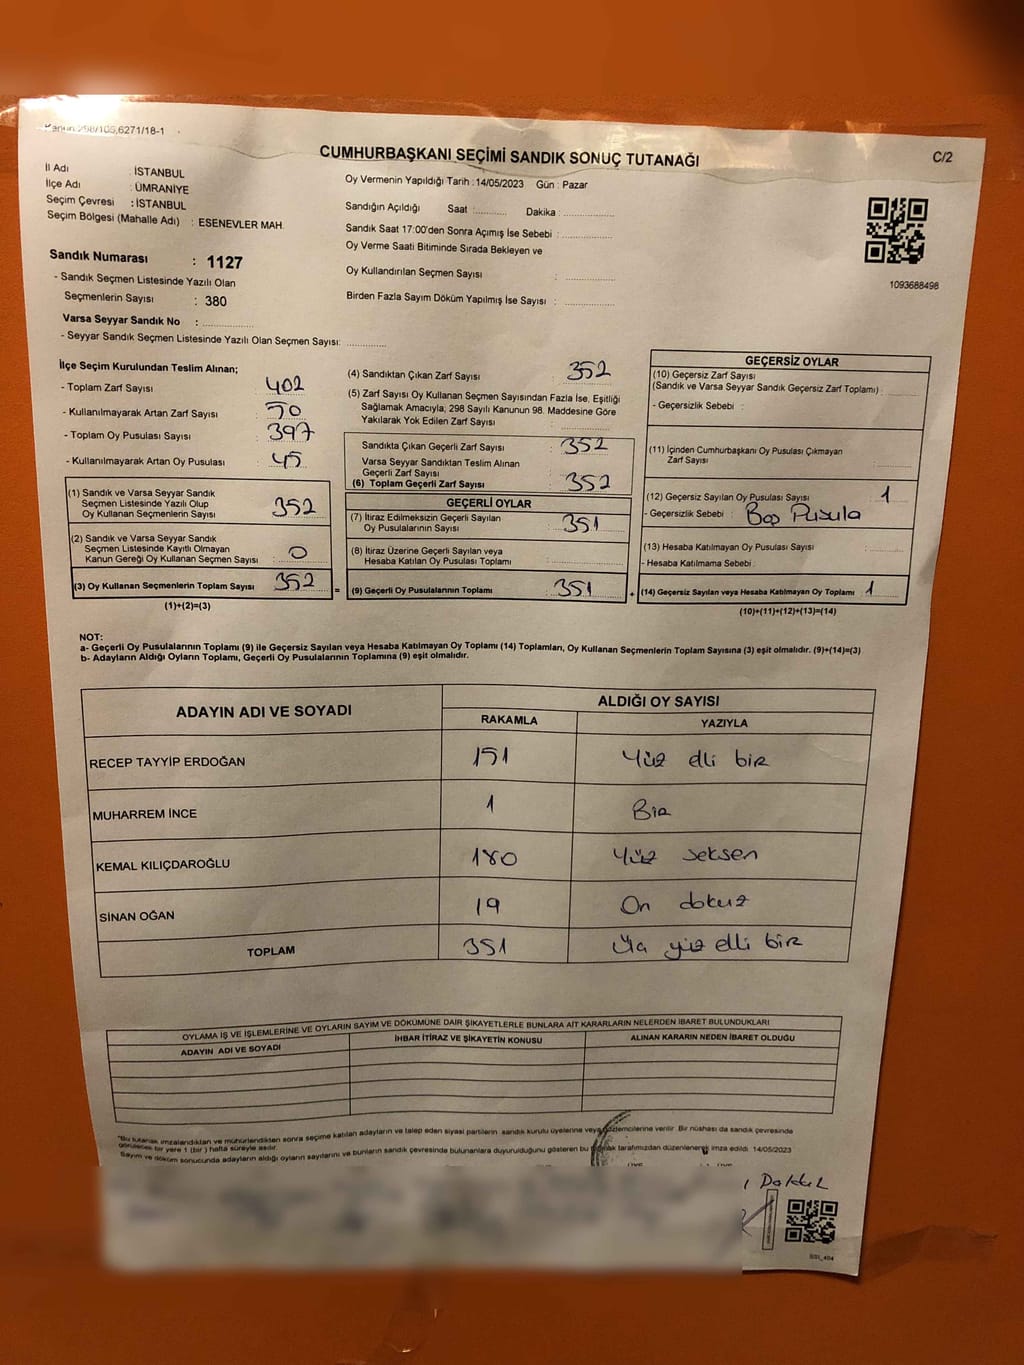 Kanun:298/105,6271/18-1
CUMHURBAŞKANI SEÇİMİ SANDIK SONUÇ TUTANAĞI
C/2
İl Adı : İSTANBUL
İlçe Adı : ÜMRANİYE
Seçim Çevresi : İSTANBUL
Seçim Bölgesi (Mahalle Adı) : ESENEVLER MAH.
Oy Vermenin Yapıldığı Tarih : 14/05/2023 Gün : Pazar
Sandığın Açıldığı Saat :........... Dakika :................
Sandık Saat 17:00'den Sonra Açımış İse Sebebi :................
Oy Verme Saati Bitiminde Sırada Bekleyen ve
Oy Kullandırılan Seçmen Sayısı :................
Birden Fazla Sayım Döküm Yapılmış İse Sayısı :................
1093688498
Sandık Numarası : 1127
- Sandık Seçmen Listesinde Yazılı Olan
Seçmenlerin Sayısı : 380
Varsa Seyyar Sandık No :................
- Seyyar Sandık Seçmen Listesinde Yazılı Olan Seçmen Sayısı:............
İlçe Seçim Kurulundan Teslim Alınan;
- Toplam Zarf Sayısı : 402
- Kullanılmayarak Artan Zarf Sayısı : 50
- Toplam Oy Pusulası Sayısı : 397
- Kullanılmayarak Artan Oy Pusulası : 45
(1) Sandık ve Varsa Seyyar Sandık
Seçmen Listesinde Yazılı Olup
Oy Kullanan Seçmenlerin Sayısı : 352
(2) Sandık ve Varsa Seyyar Sandık
Seçmen Listesinde Kayıtlı Olmayan
Kanun Gereği Oy Kullanan Seçmen Sayısı : 0
(3) Oy Kullanan Seçmenlerin Toplam Sayısı : 352 =
(1)+(2)=(3)
(4) Sandıktan Çıkan Zarf Sayısı : 352
(5) Zarf Sayısı Oy Kullanan Seçmen Sayısından Fazla İse, Eşitliği
Sağlamak Amacıyla; 298 Sayılı Kanunun 98. Maddesine Göre
Yakılarak Yok Edilen Zarf Sayısı :................
Sandıkta Çıkan Geçerli Zarf Sayısı : 352
Varsa Seyyar Sandıktan Teslim Alınan
Geçerli Zarf Sayısı :
(6) Toplam Geçerli Zarf Sayısı : 352
GEÇERLİ OYLAR
(7) İtiraz Edilmeksizin Geçerli Sayılan
Oy Pusulalarının Sayısı : 351
(8) İtiraz Üzerine Geçerli Sayılan veya
Hesaba Katılan Oy Pusulası Toplamı :................
(9) Geçerli Oy Pusulalarının Toplamı : 351 +
GEÇERSİZ OYLAR
(10) Geçersiz Zarf Sayısı
(Sandık ve Varsa Seyyar Sandık Geçersiz Zarf Toplamı) :..........
- Geçersizlik Sebebi :
(11) İçinden Cumhurbaşkanı Oy Pusulası Çıkmayan
Zarf Sayısı :..........
(12) Geçersiz Sayılan Oy Pusulası Sayısı : 1
- Geçersizlik Sebebi : Boş Pusula
(13) Hesaba Katılmayan Oy Pusulası Sayısı :..........
- Hesaba Katılmama Sebebi :
(14) Geçersiz Sayılan veya Hesaba Katılmayan Oy Toplamı : 1
(10)+(11)+(12)+(13)=(14)
NOT:
a- Geçerli Oy Pusulalarının Toplamı (9) ile Geçersiz Sayılan veya Hesaba Katılmayan Oy Toplamı (14) Toplamları, Oy Kullanan Seçmenlerin Toplam Sayısına (3) eşit olmalıdır. (9)+(14)=(3)
b- Adayların Aldığı Oyların Toplamı, Geçerli Oy Pusulalarının Toplamına (9) eşit olmalıdır.
ADAYIN ADI VE SOYADI ALDIĞI OY SAYISI
RAKAMLA YAZIYLA
RECEP TAYYİP ERDOĞAN 151 Yüz elli bir
MUHARREM İNCE 1 Bir
KEMAL KILIÇDAROĞLU 180 Yüz seksen
SİNAN OĞAN 19 On dokuz
TOPLAM 351 Üç yüz elli bir
OYLAMA İŞ VE İŞLEMLERİNE VE OYLARIN SAYIM VE DÖKÜMÜNE DAİR ŞİKAYETLERLE BUNLARA AİT KARARLARIN NELERDEN İBARET BULUNDUKLARI
ADAYIN ADI VE SOYADI İHBAR İTİRAZ VE ŞİKAYETİN KONUSU ALINAN KARARIN NEDEN İBARET OLDUĞU
"Bu tutanak imzalandıktan ve mühürlendikten sonra seçime katılan adayların ve talep eden siyasi partilerin sandık kurulu üyelerine veya gözlemcilerine verilir. Bir nüshası da sandık çevresinde
görülecek bir yere 1 (bir) hafta süreyle asılır.
Sayım ve döküm sonucunda adayların aldığı oyların sayılarını ve bunların sandık çevresinde bulunanlara duyurulduğunu gösteren bu tutanak tarafımızdan düzenlenerek imza edildi. 14/05/2023